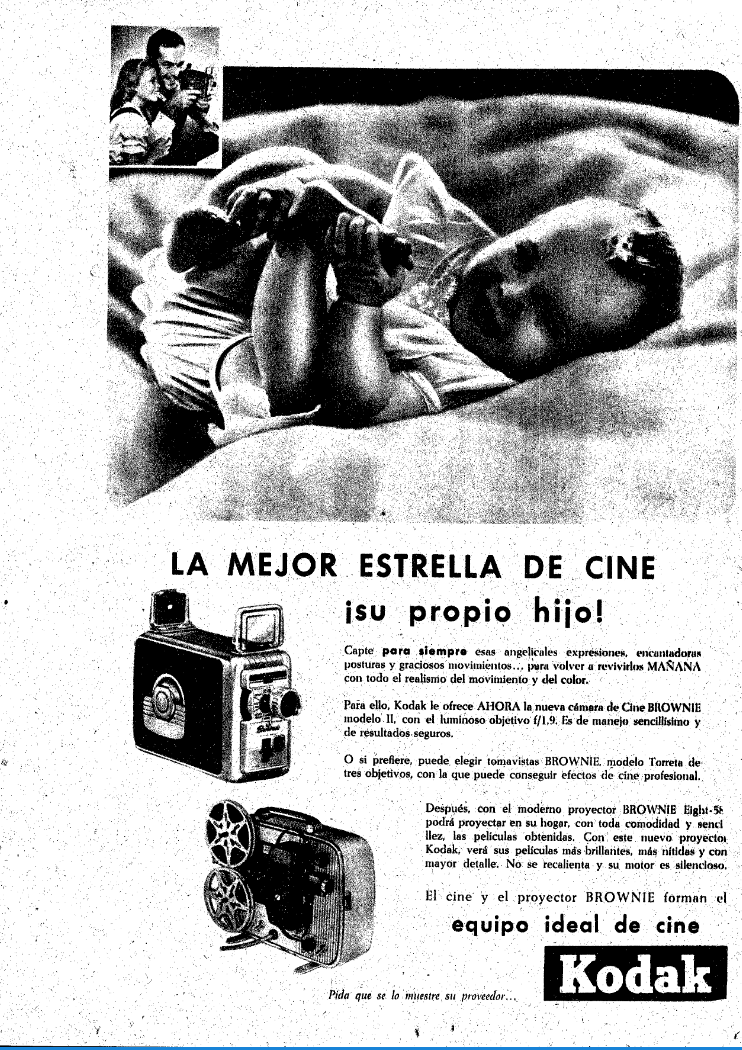 LA MEJOR ESTRELLA DE CINE
¡su propio hijo!
Capte para siempre esas angelicales expresiones, encantadoras
posturas y graciosos movimientos... para volver a revivirlos MAÑANA
con todo el realismo del movimiento y del color.
Para ello, Kodak le ofrece AHORA la nueva cámara de Cine BROWNIE
modelo II, con el luminoso objetivo f/1,9. Es de manejo sencillísimo y
de resultados seguros.
O si prefiere, puede elegir tomavistas BROWNIE, modelo Torreta de
tres objetivos, con la que puede conseguir efectos de cine profesional.
Después, con el moderno proyector BROWNIE Eight-58
podrá proyectar en su hogar, con toda comodidad y senci
llez, las películas obtenidas. Con este nuevo proyector
Kodak, verá sus películas más brillantes, más nítidas y con
mayor detalle. No se recalienta y su motor es silencioso.
El cine y el proyector BROWNIE forman el
equipo ideal de cine
Kodak
Pida que se lo muestre su proveedor...